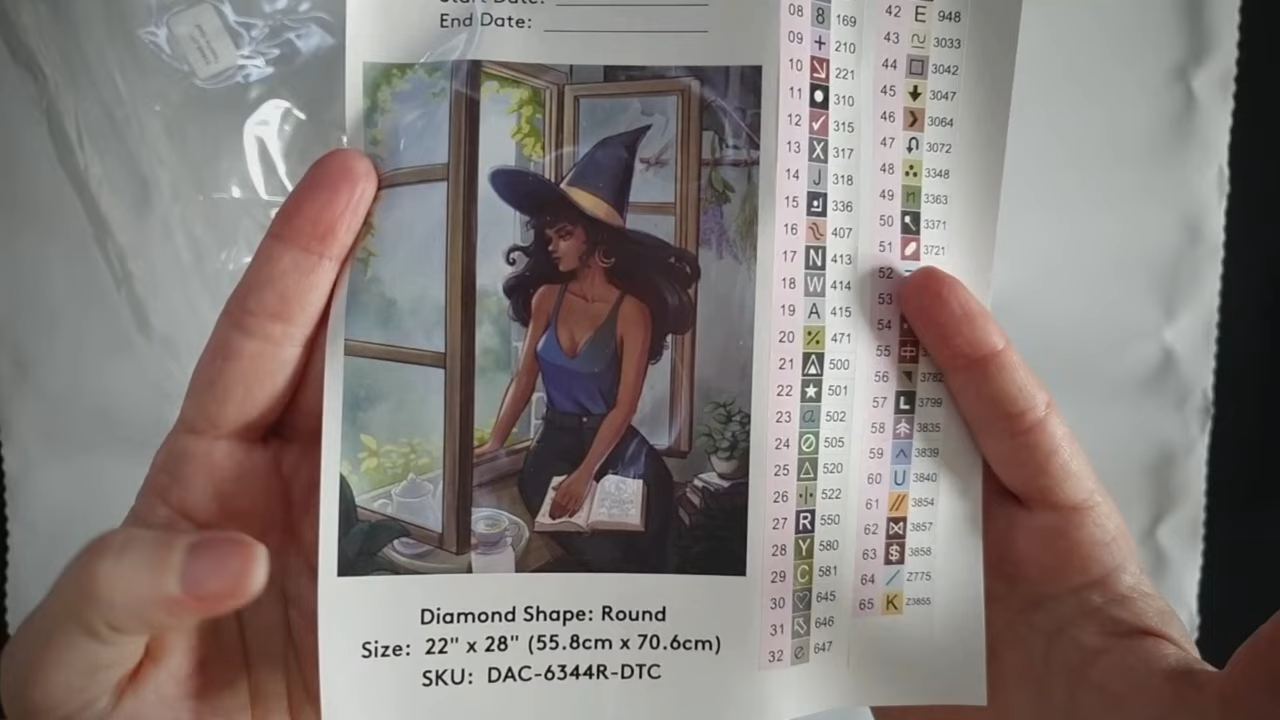 Start Date:
End Date:
08 8 169
09 + 210
10 221
11 310
12 315
13 X 317
14 J 318
15 336
16 407
17 N 413
18 W 414
19 A 415
20 471
21 500
22 ★ 501
23 a 502
24 505
25 △ 520
26 522
27 R 550
28 Y 580
29 C 581
30 ♡ 645
31 646
32 e 647
42 E 948
43 3033
44 □ 3042
45 3047
46 3064
47 3072
48 3348
49 n 3363
50 3371
51 3721
52
53
54
55
56 3782
57 L 3799
58 3835
59 ^ 3839
60 U 3840
61 // 3854
62 3857
63 $ 3858
64 / Z775
65 K Z3855
Diamond Shape: Round
Size: 22" x 28" (55.8cm x 70.6cm)
SKU: DAC-6344R-DTC